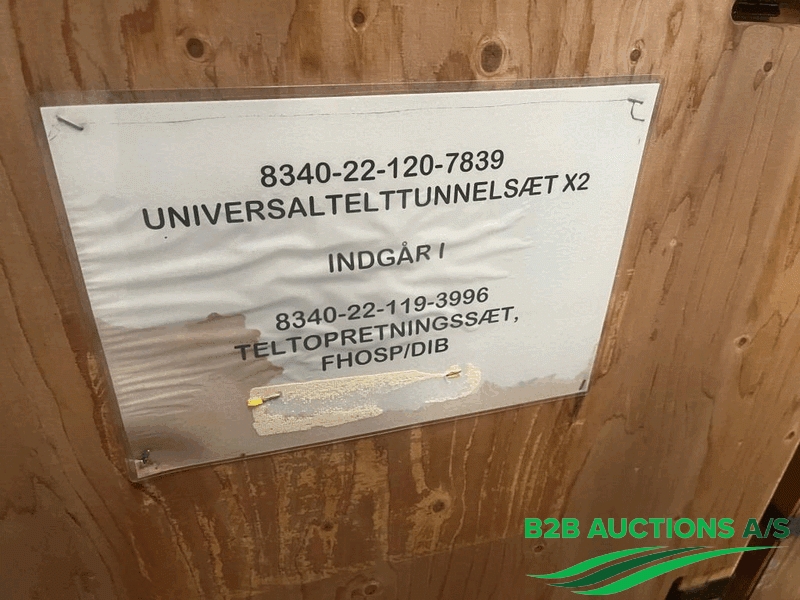 8340-22-120-7839
UNIVERSALTELTTUNNELSÆT X2
INDGÅR I
8340-22-119-3996
TELTOPRETNINGSSÆT,
FHOSP/DIB
B2B AUCTIONS A/S